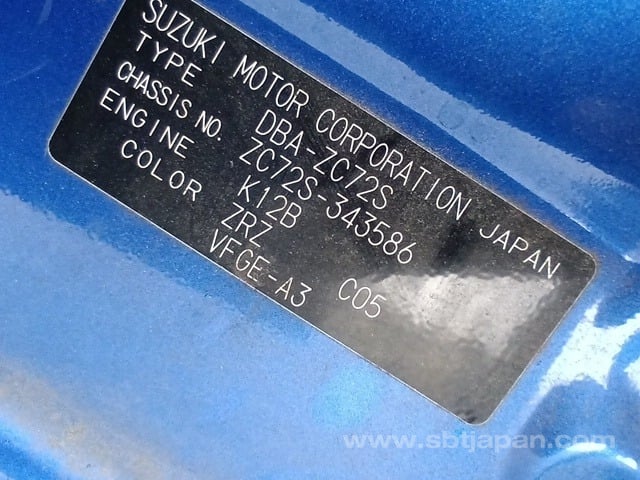 SUZUKI MOTOR CORPORATION JAPAN
TYPE DBA-ZC72S
CHASSIS NO. ZC72S-343586
ENGINE K12B
COLOR ZRZ
VFGE-A3 C05
www.sbtjapan.com